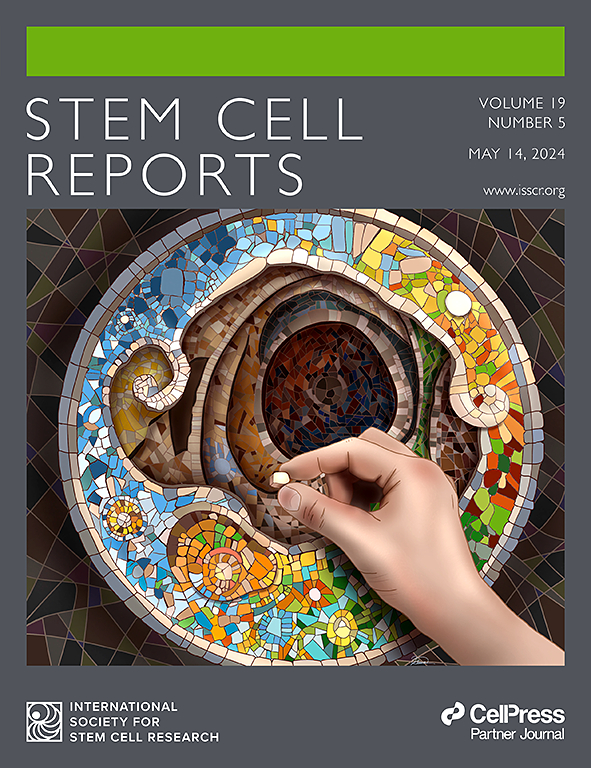 STEM CELL
REPORTS
VOLUME 19
NUMBER 5
MAY 14, 2024
www.isscr.org
INTERNATIONAL
SOCIETY FOR
STEM CELL RESEARCH
CellPress
Partner Journal